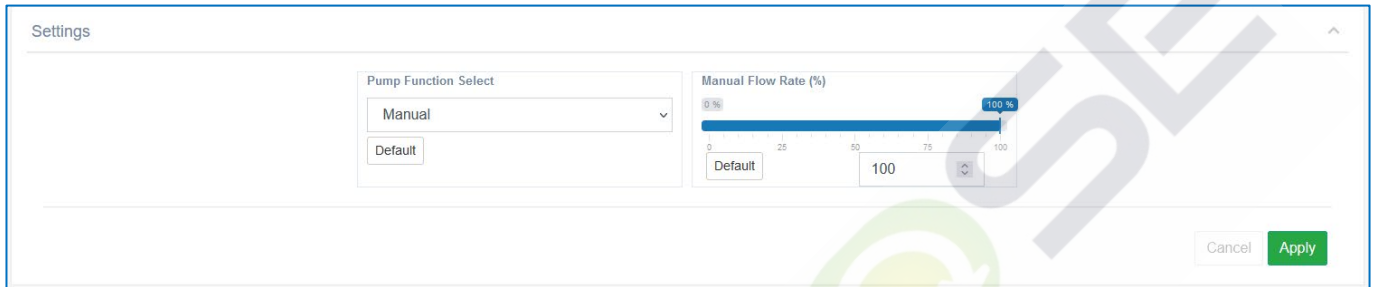 Settings
Pump Function Select
Manual
Default
Manual Flow Rate (%)
0 %
100 %
0 25 50 75 100
Default
100
Cancel
Apply
SE